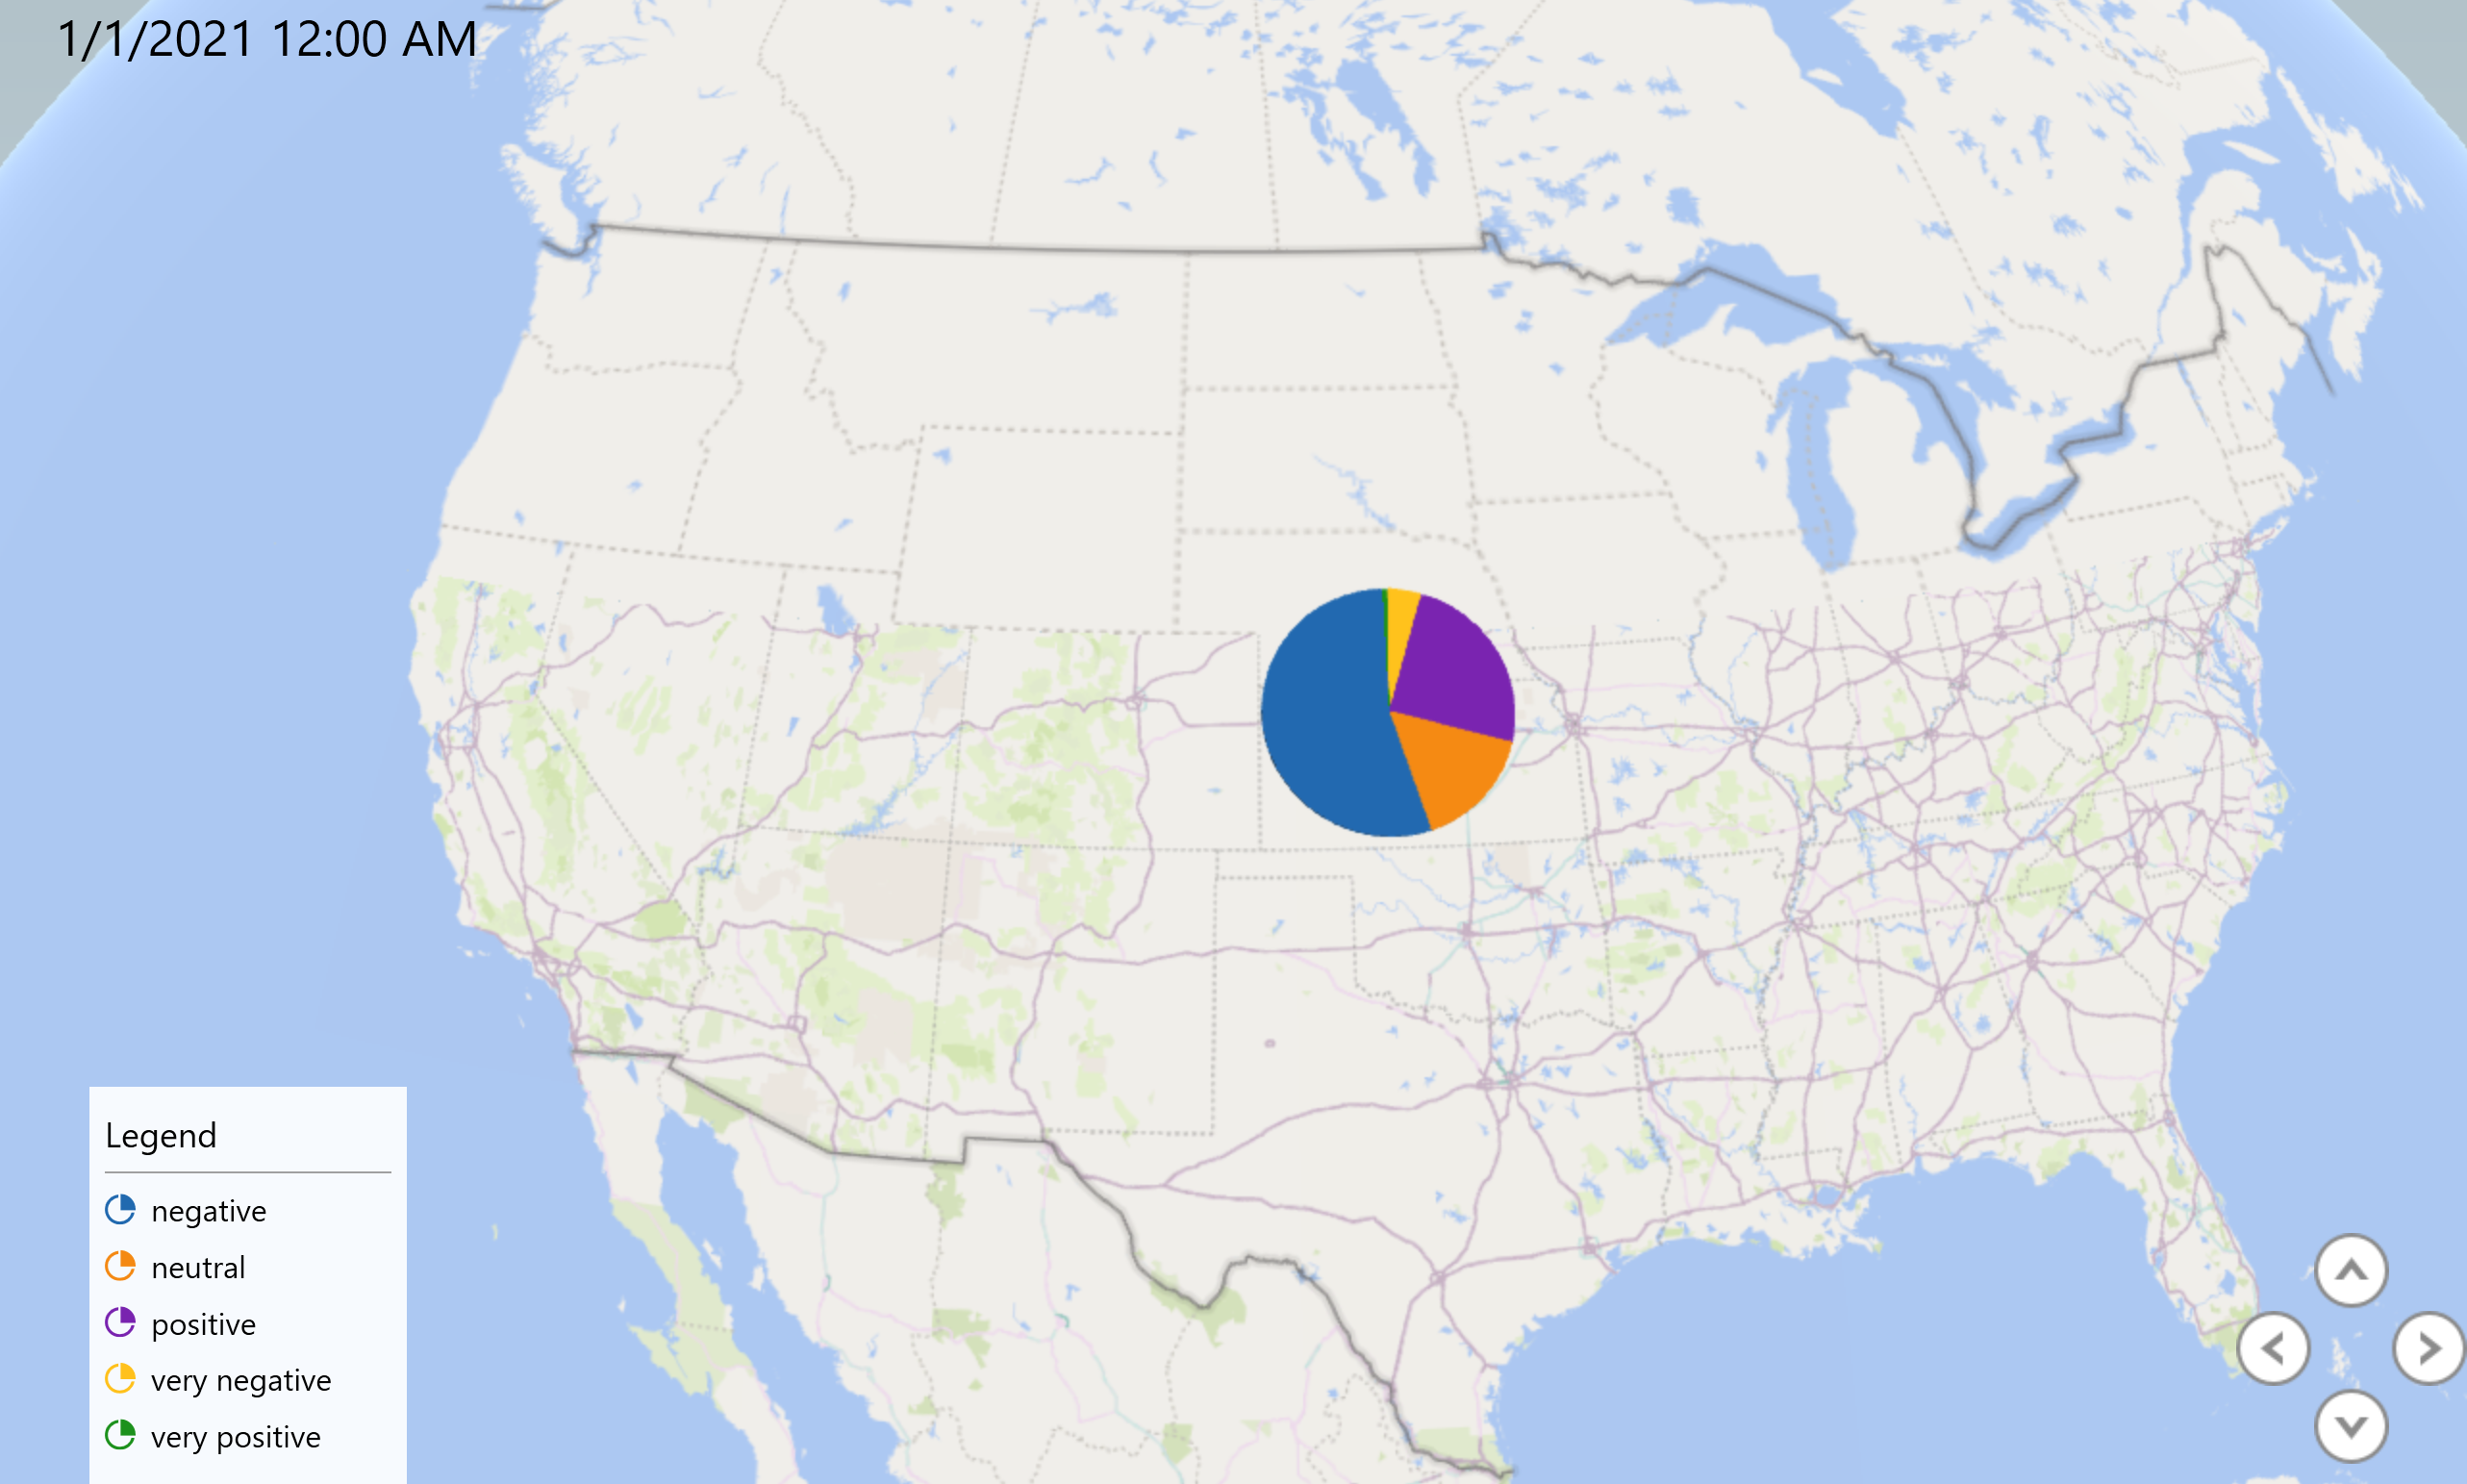 1/1/2021 12:00 AM
Legend
negative
neutral
positive
very negative
very positive